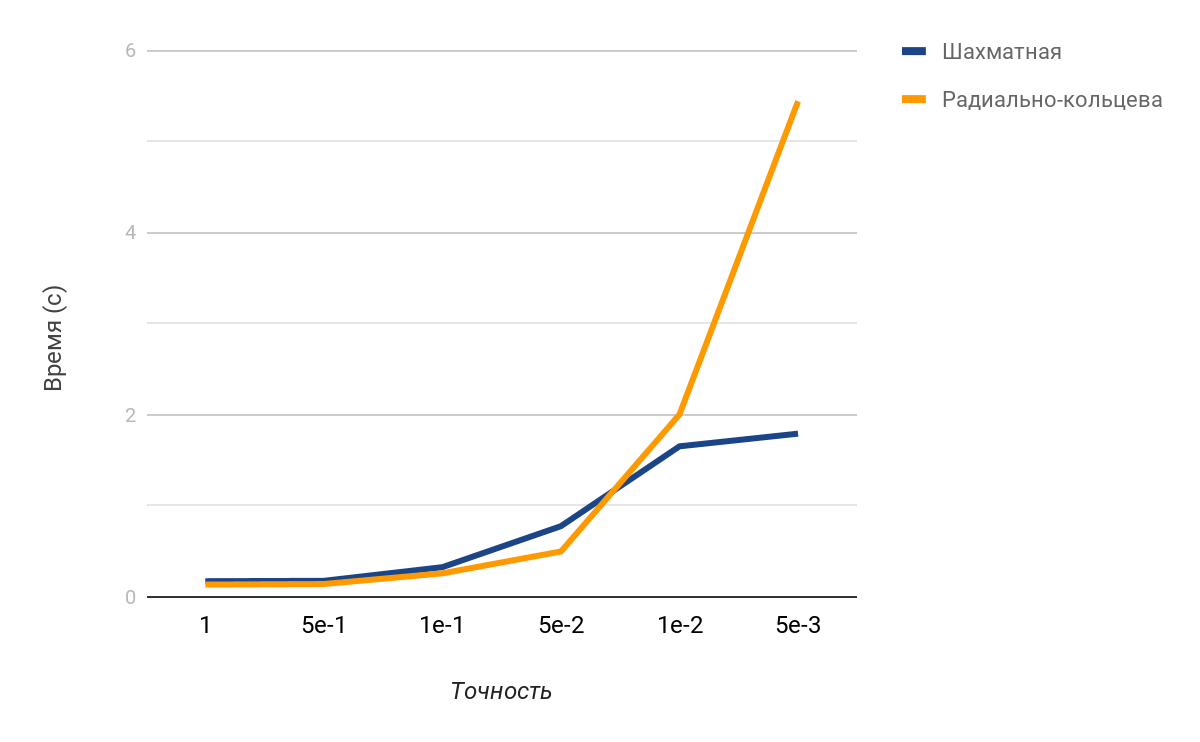 Шахматная
Радиально-кольцева
Время (с)
6
4
2
0
1 5e-1 1e-1 5e-2 1e-2 5e-3
Точность